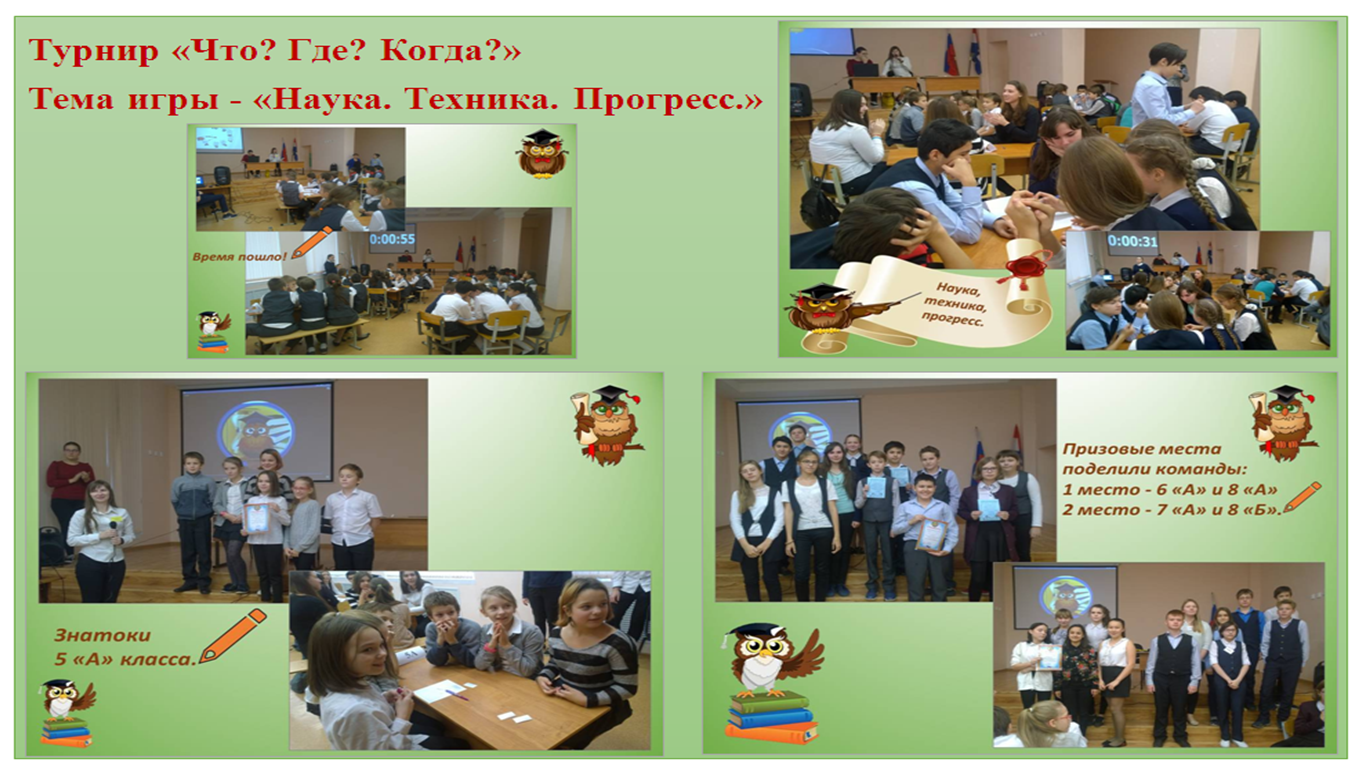 Турнир «Что? Где? Когда?»
Тема игры - «Наука. Техника. Прогресс.»
0:00:55
Время пошло!
0:00:31
Наука,
техника,
прогресс.
Знатоки
5 «А» класса.
Призовые места
поделили команды:
1 место - 6 «А» и 8 «А»
2 место - 7 «А» и 8 «Б».